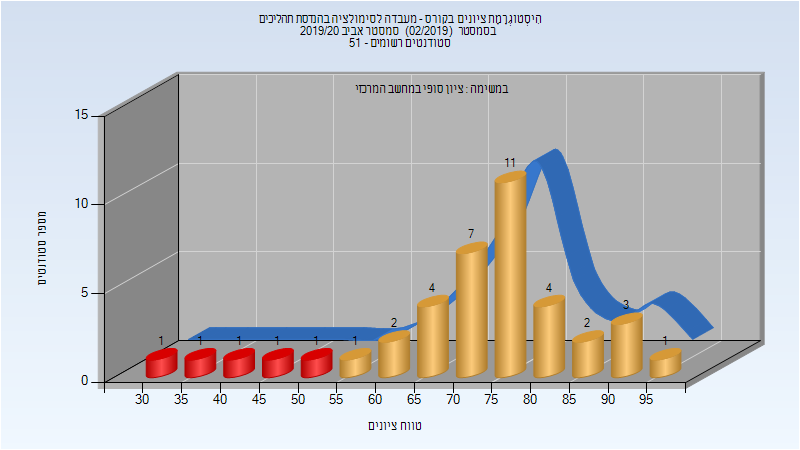 היסטוגרמת ציונים בקורס - מעבדה לסימולציה בהנדסת תהליכים
בסמסטר (02/2019) סמסטר אביב 2019/20
סטודנטים רשומים - 51
במשימה : ציון סופי במחשב המרכזי
מספר סטודנטים
15
10
5
0
1 1 1 1 1 1 2 4 7 11 4 2 3 1
30 35 40 45 50 55 60 65 70 75 80 85 90 95
טווח ציונים